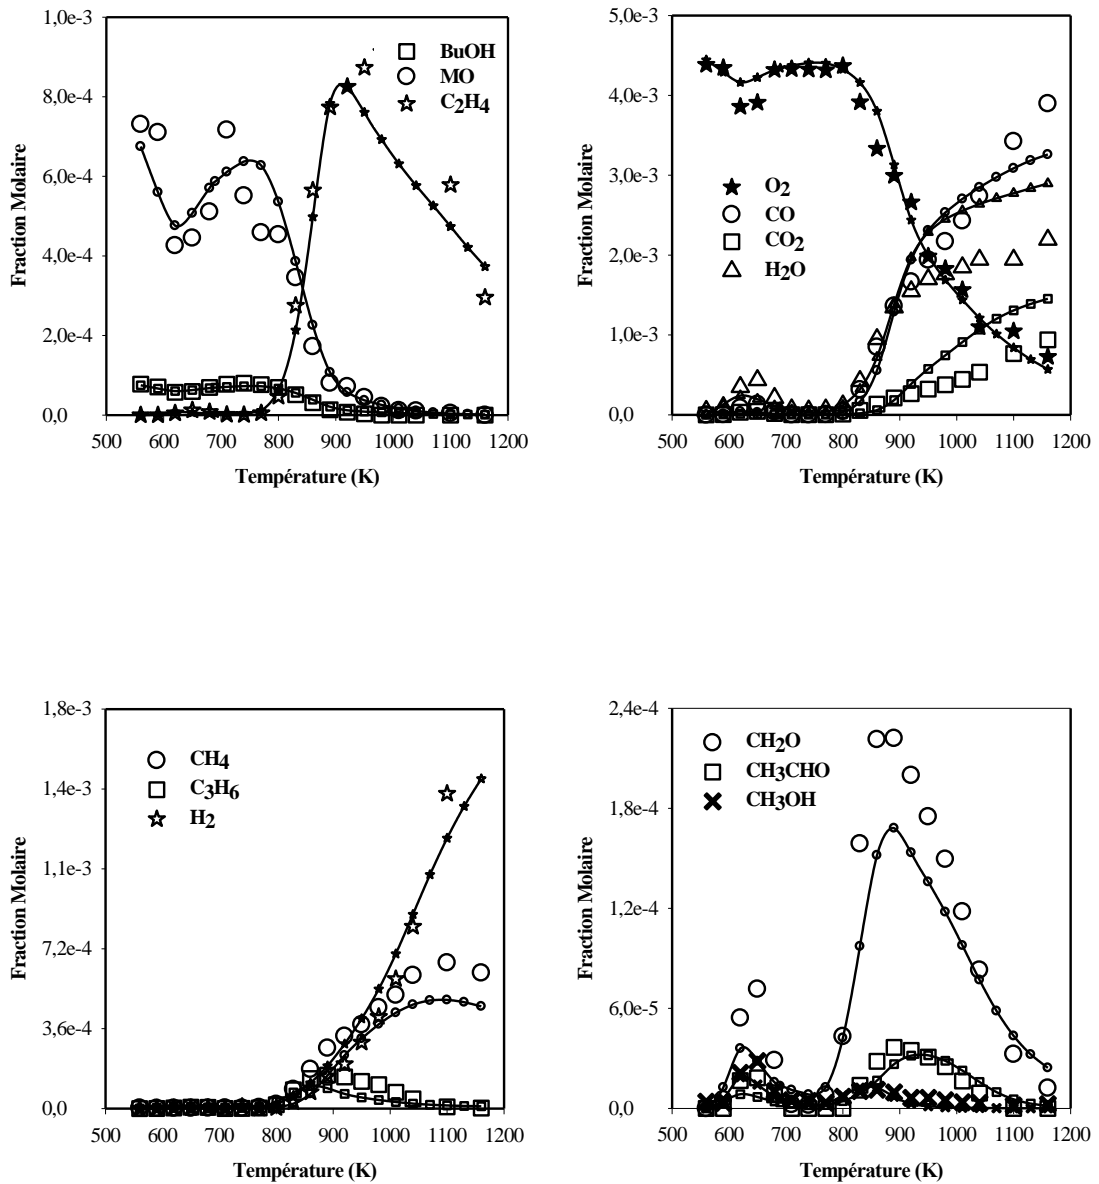 1,0e-3
8,0e-4
6,0e-4
4,0e-4
2,0e-4
0,0
500 600 700 800 900 1000 1100 1200
Fraction Molaire
Température (K)
BuOH
MO
C2H4
5,0e-3
4,0e-3
3,0e-3
2,0e-3
1,0e-3
0,0
500 600 700 800 900 1000 1100 1200
Fraction Molaire
Température (K)
O2
CO
CO2
H2O
1,8e-3
1,4e-3
1,1e-3
7,2e-4
3,6e-4
0,0
500 600 700 800 900 1000 1100 1200
Fraction Molaire
Température (K)
CH4
C3H6
H2
2,4e-4
1,8e-4
1,2e-4
6,0e-5
0,0
500 600 700 800 900 1000 1100 1200
Fraction Molaire
Température (K)
CH2O
CH3CHO
CH3OH